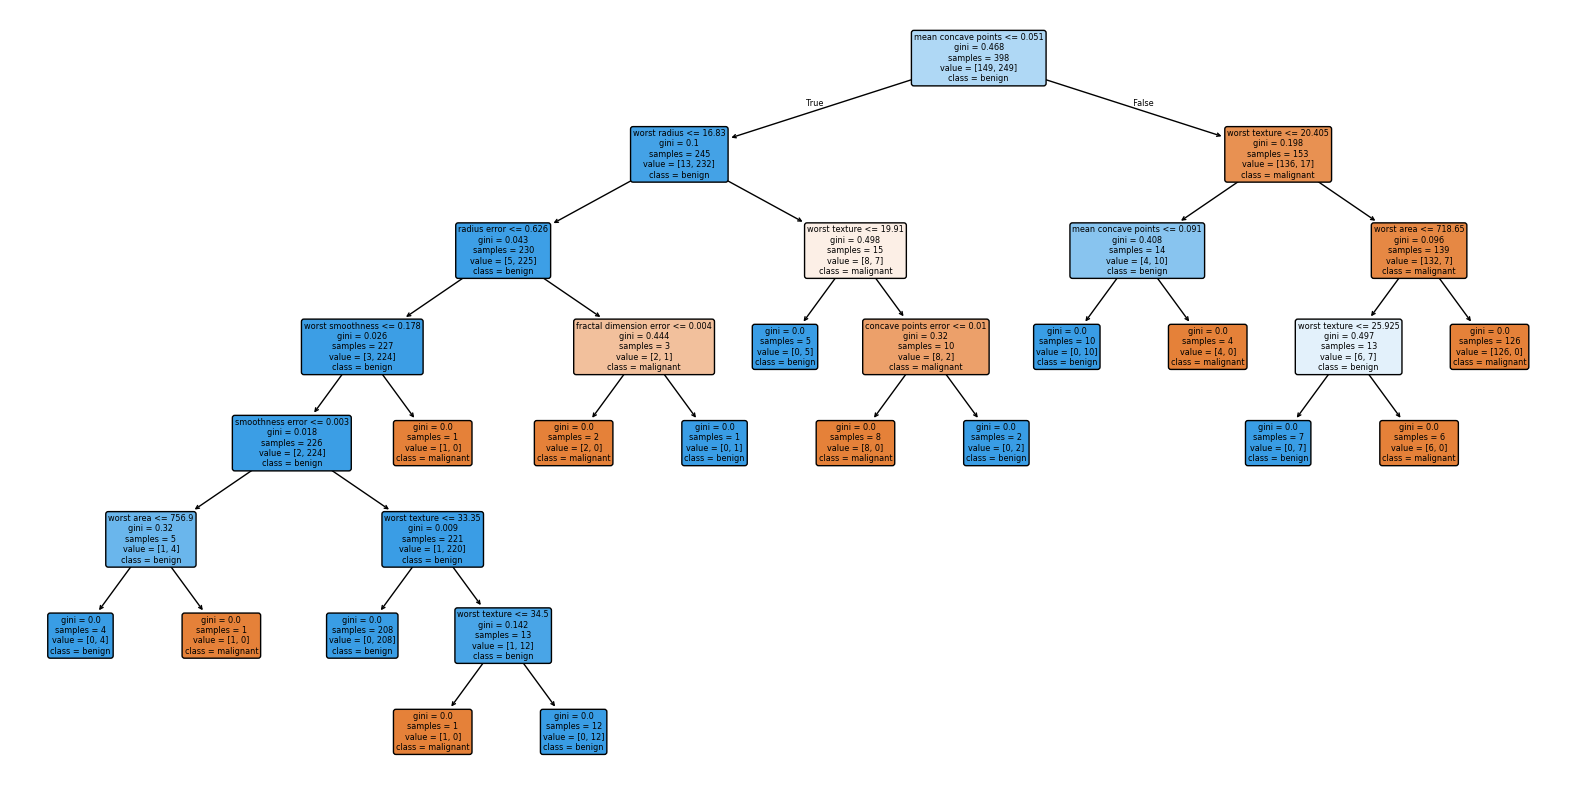 mean concave points <= 0.051
gini = 0.468
samples = 398
value = [149, 249]
class = benign
True
False
worst radius <= 16.83
gini = 0.1
samples = 245
value = [13, 232]
class = benign
worst texture <= 20.405
gini = 0.198
samples = 153
value = [136, 17]
class = malignant
radius error <= 0.626
gini = 0.043
samples = 230
value = [5, 225]
class = benign
worst texture <= 19.91
gini = 0.498
samples = 15
value = [8, 7]
class = malignant
mean concave points <= 0.091
gini = 0.408
samples = 14
value = [4, 10]
class = benign
worst area <= 718.65
gini = 0.096
samples = 139
value = [132, 7]
class = malignant
worst smoothness <= 0.178
gini = 0.026
samples = 227
value = [3, 224]
class = benign
fractal dimension error <= 0.004
gini = 0.444
samples = 3
value = [2, 1]
class = malignant
gini = 0.0
samples = 5
value = [0, 5]
class = benign
concave points error <= 0.01
gini = 0.32
samples = 10
value = [8, 2]
class = malignant
gini = 0.0
samples = 10
value = [0, 10]
class = benign
gini = 0.0
samples = 4
value = [4, 0]
class = malignant
worst texture <= 25.925
gini = 0.497
samples = 13
value = [6, 7]
class = benign
gini = 0.0
samples = 126
value = [126, 0]
class = malignant
smoothness error <= 0.003
gini = 0.018
samples = 226
value = [2, 224]
class = benign
gini = 0.0
samples = 1
value = [1, 0]
class = malignant
gini = 0.0
samples = 2
value = [2, 0]
class = malignant
gini = 0.0
samples = 1
value = [0, 1]
class = benign
gini = 0.0
samples = 8
value = [8, 0]
class = malignant
gini = 0.0
samples = 2
value = [0, 2]
class = benign
gini = 0.0
samples = 7
value = [0, 7]
class = benign
gini = 0.0
samples = 6
value = [6, 0]
class = malignant
worst area <= 756.9
gini = 0.32
samples = 5
value = [1, 4]
class = benign
worst texture <= 33.35
gini = 0.009
samples = 221
value = [1, 220]
class = benign
gini = 0.0
samples = 4
value = [0, 4]
class = benign
gini = 0.0
samples = 1
value = [1, 0]
class = malignant
gini = 0.0
samples = 208
value = [0, 208]
class = benign
worst texture <= 34.5
gini = 0.142
samples = 13
value = [1, 12]
class = benign
gini = 0.0
samples = 1
value = [1, 0]
class = malignant
gini = 0.0
samples = 12
value = [0, 12]
class = benign